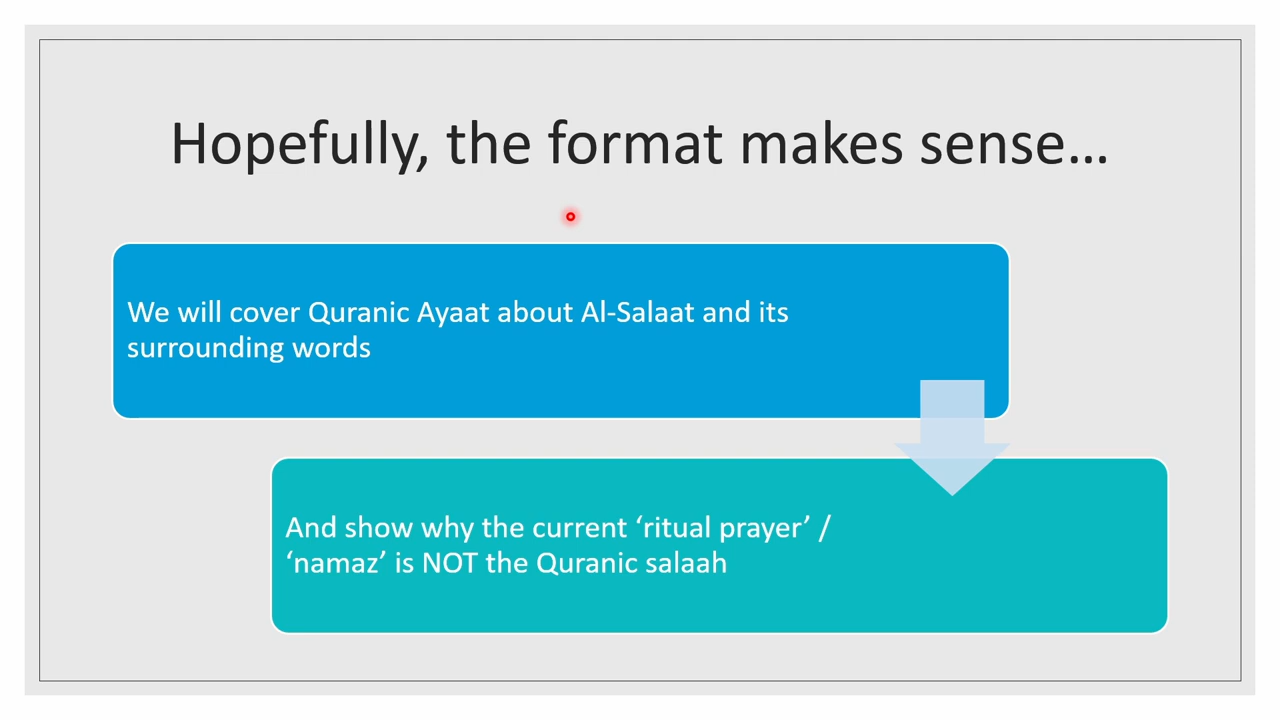 Hopefully, the format makes sense...
We will cover Quranic Ayaat about Al-Salaat and its
surrounding words
And show why the current ‘ritual prayer’ /
‘namaz’ is NOT the Quranic salaah